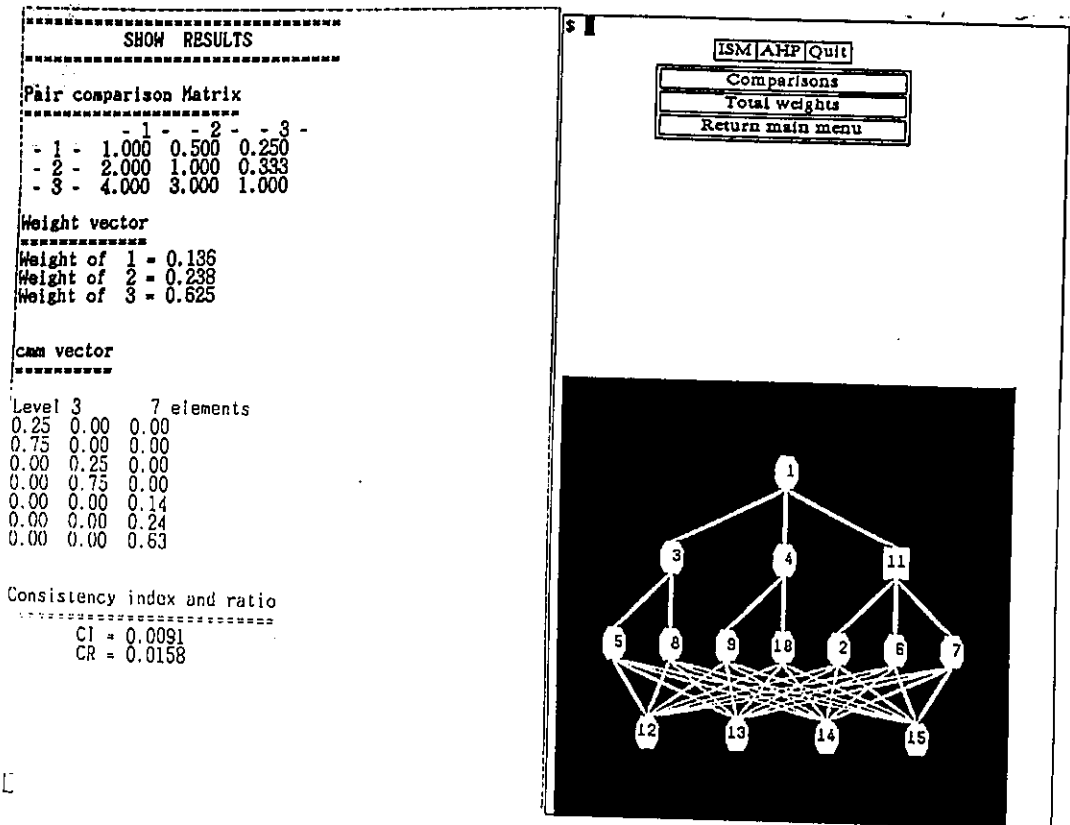 SHOW RESULTS
Pair comparison Matrix
- 1 - - 2 - - 3 -
- 1 - 1.000 0.500 0.250
- 2 - 2.000 1.000 0.333
- 3 - 4.000 3.000 1.000
Weight vector
Weight of 1 = 0.136
Weight of 2 = 0.238
Weight of 3 = 0.625
cmm vector
Level 3 7 elements
0.25 0.00 0.00
0.75 0.00 0.00
0.00 0.25 0.00
0.00 0.75 0.00
0.00 0.00 0.14
0.00 0.00 0.24
0.00 0.00 0.63
Consistency index and ratio
CI = 0.0091
CR = 0.0158
$
ISM AHP Quit
Comparisons
Total weights
Return main menu
1
3 4 11
5 8 9 10 2 6 7
12 13 14 15